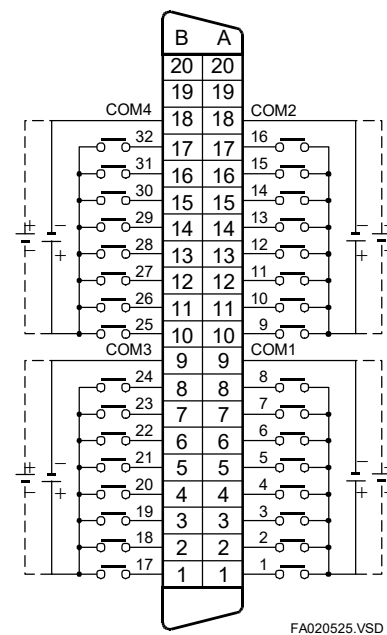 B A
20 20
19 19
COM4 18 18 COM2
32 17 17 16
31 16 16 15
30 15 15 14
29 14 14 13
28 13 13 12
27 12 12 11
26 11 11 10
25 10 10 9
COM3 9 9 COM1
24 8 8 8
23 7 7 7
22 6 6 6
21 5 5 5
20 4 4 4
19 3 3 3
18 2 2 2
17 1 1 1
+ − + − − + − +
+ − + − − + − +
FA020525.VSD